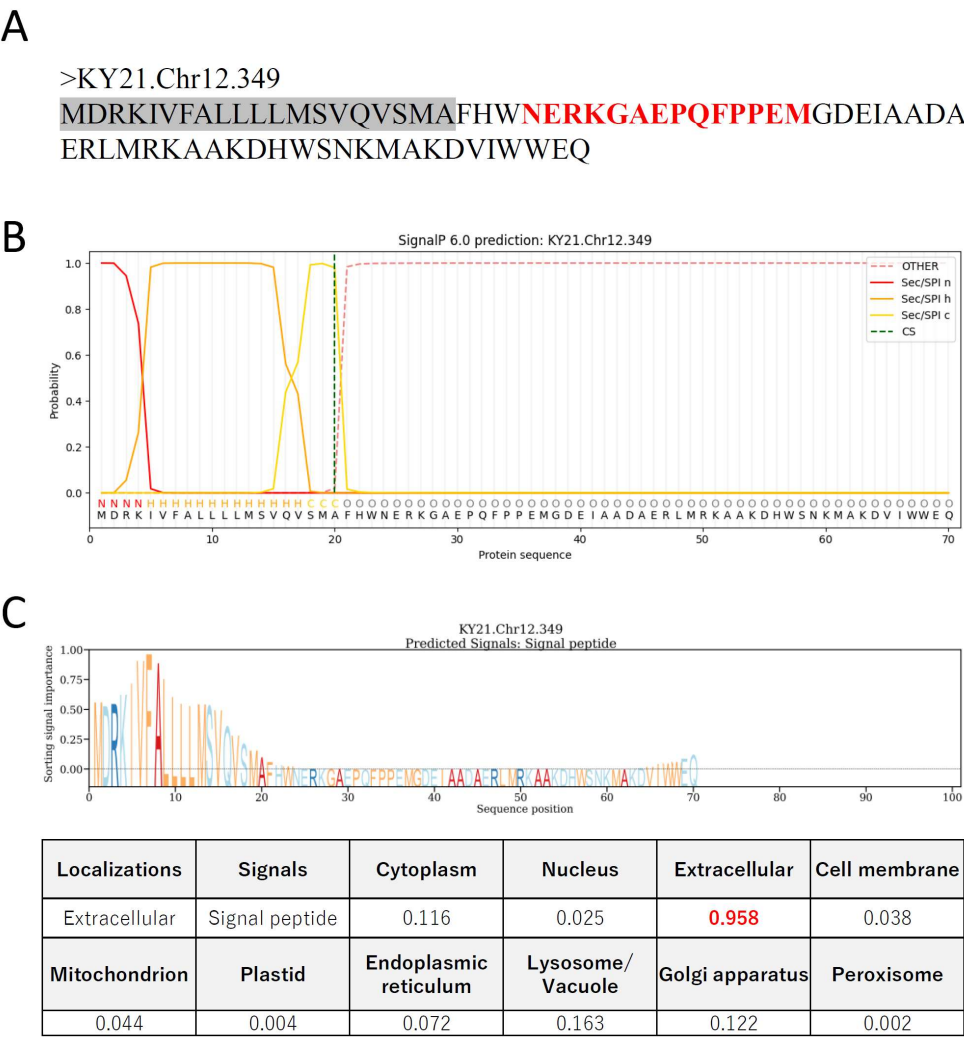 A
>KY21.Chr12.349
MDRKIVFALLLLMSVQVSMAFHWNERKGAEPQFPPEMGDEIAADA
ERLMRKAAKDHWSNKMAKDVIWWEQ
B
SignalP 6.0 prediction: KY21.Chr12.349
Probability
1.0
0.8
0.6
0.4
0.2
0.0
OTHER
Sec/SPI n
Sec/SPI h
Sec/SPI c
CS
N N N N H H H H H H H H H H H H H C C C O O O O O O O O O O O O O O O O O O O O O O O O O O O O O O O O O O O O O O O O O O O O O O O O O O
M D R K I V F A L L L L M S V Q V S M A F H W N E R K G A E P Q F P P E M G D E I A A D A E R L M R K A A K D H W S N K M A K D V I W W E Q
0 10 20 30 40 50 60 70
Protein sequence
C
KY21.Chr12.349
Predicted Signals: Signal peptide
Sorting signal importance
1.00
0.75
0.50
0.25
0.00
MDRKIVFALLLLMSVQVSMAFHWNERKGAEPQFPPEMGDEIAADAERLMRKAAKDHWSNKMAKDVIWWEQ
0 10 20 30 40 50 60 70 80 90 100
Sequence position
Localizations Signals Cytoplasm Nucleus Extracellular Cell membrane
Extracellular Signal peptide 0.116 0.025 0.958 0.038
Mitochondrion Plastid Endoplasmic reticulum Lysosome/ Vacuole Golgi apparatus Peroxisome
0.044 0.004 0.072 0.163 0.122 0.002